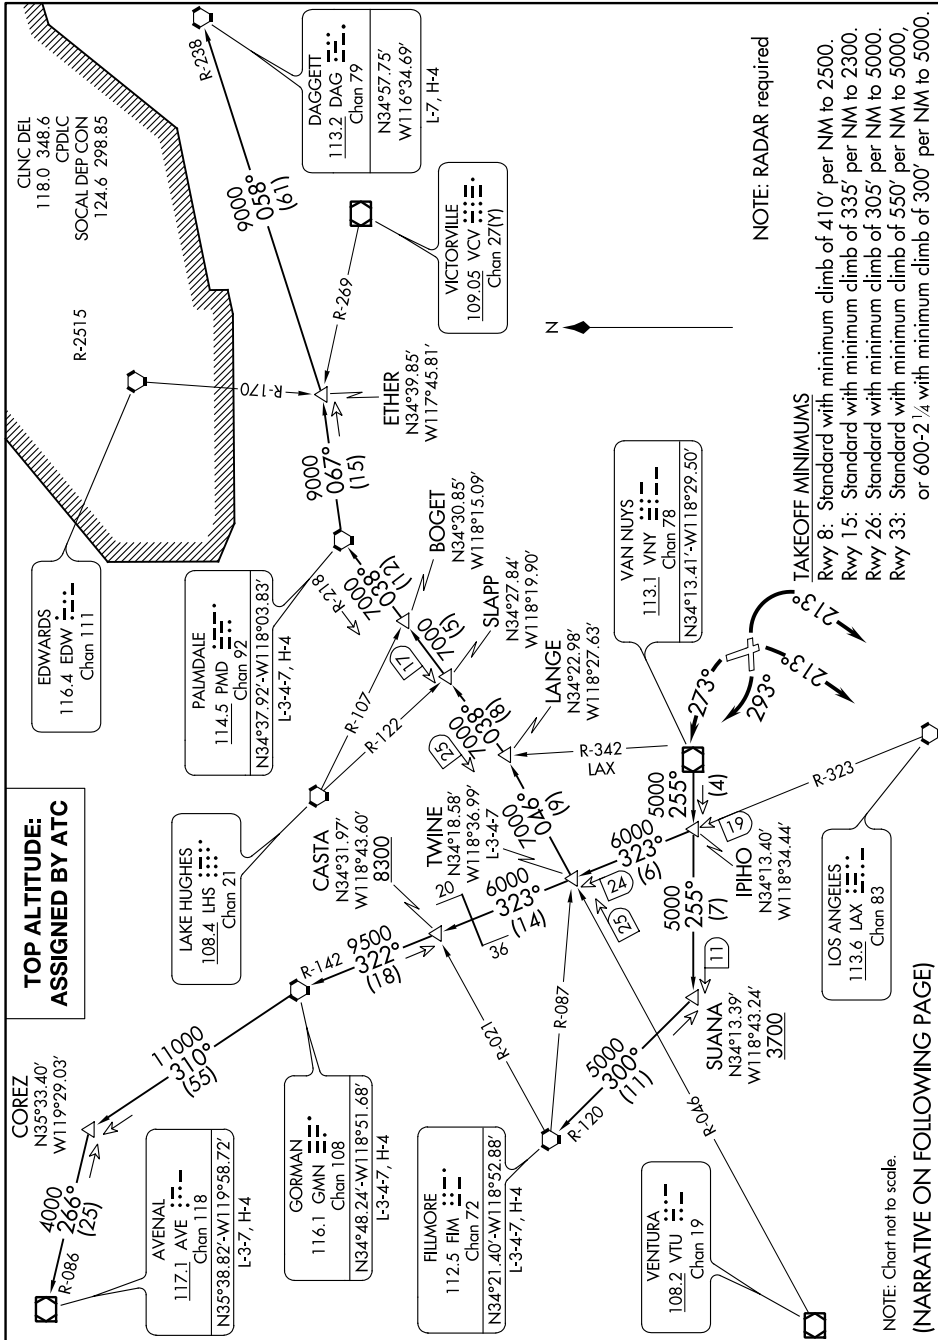 TOP ALTITUDE:
ASSIGNED BY ATC
CLNC DEL
118.0 348.6
CPDLC
SOCAL DEP CON
124.6 298.85
COREZ
N35°33.40'
W119°29.03'
4000
266°
(25)
R-086
AVENAL
117.1 AVE
Chan 118
N35°38.82'-W119°58.72'
L-3-7, H-4
11000
310°
(55)
GORMAN
116.1 GMN
Chan 108
N34°48.24'-W118°51.68'
L-3-4-7, H-4
R-142
9500
322°
(18)
LAKE HUGHES
108.4 LHS
Chan 21
CASTA
N34°31.97'
W118°43.60'
8300
R-107
R-122
EDWARDS
116.4 EDW
Chan 111
R-2515
R-170
PALMDALE
114.5 PMD
Chan 92
N34°37.92'-W118°03.83'
L-3-4-7, H-4
R-218
7000
038°
(12)
9000
067°
(15)
9000
058°
(61)
R-238
DAGGETT
113.2 DAG
Chan 79
N34°57.75'
W116°34.69'
L-7, H-4
R-269
VICTORVILLE
109.05 VCV
Chan 27(Y)
ETHER
N34°39.85'
W117°45.81'
BOGET
N34°30.85'
W118°15.09'
7000
(5)
17
SLAPP
N34°27.84'
W118°19.90'
7000
038°
(8)
25
LANGE
N34°22.98'
W118°27.63'
TWINE
N34°18.58'
W118°36.99'
L-3-4-7
7000
046°
(9)
20
36
6000
323°
(14)
6000
323°
(6)
24
25
R-342
LAX
VAN NUYS
113.1 VNY
Chan 78
N34°13.41'-W118°29.50'
5000
255°
(4)
19
IPIHO
N34°13.40'
W118°34.44'
5000
255°
(7)
11
SUANA
N34°13.39'
W118°43.24'
3700
R-021
R-087
5000
300°
(11)
R-120
FILLMORE
112.5 FIM
Chan 72
N34°21.40'-W118°52.88'
L-3-4-7, H-4
R-046
VENTURA
108.2 VTU
Chan 19
R-323
LOS ANGELES
113.6 LAX
Chan 83
273°
293°
213°
213°
N
NOTE: RADAR required
TAKEOFF MINIMUMS
Rwy 8: Standard with minimum climb of 410' per NM to 2500.
Rwy 15: Standard with minimum climb of 335' per NM to 2300.
Rwy 26: Standard with minimum climb of 305' per NM to 5000.
Rwy 33: Standard with minimum climb of 550' per NM to 5000,
or 600-2 ¼ with minimum climb of 300' per NM to 5000.
NOTE: Chart not to scale.
(NARRATIVE ON FOLLOWING PAGE)